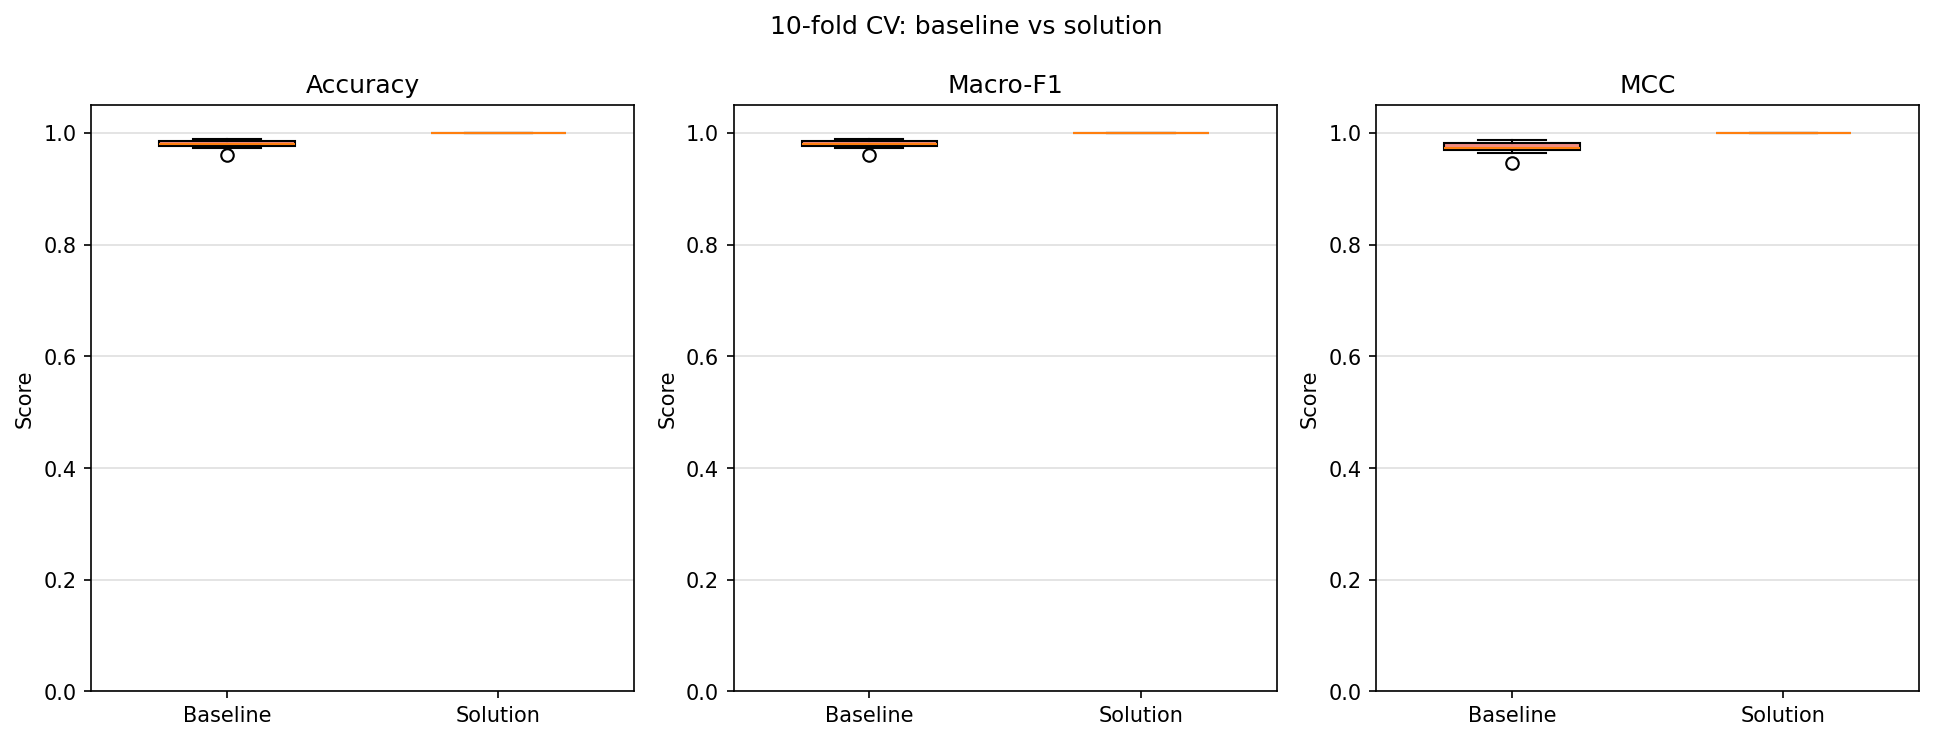 10-fold CV: baseline vs solution
Accuracy
1.0
0.8
0.6
0.4
0.2
0.0
Score
Baseline Solution
Macro-F1
1.0
0.8
0.6
0.4
0.2
0.0
Score
Baseline Solution
MCC
1.0
0.8
0.6
0.4
0.2
0.0
Score
Baseline Solution